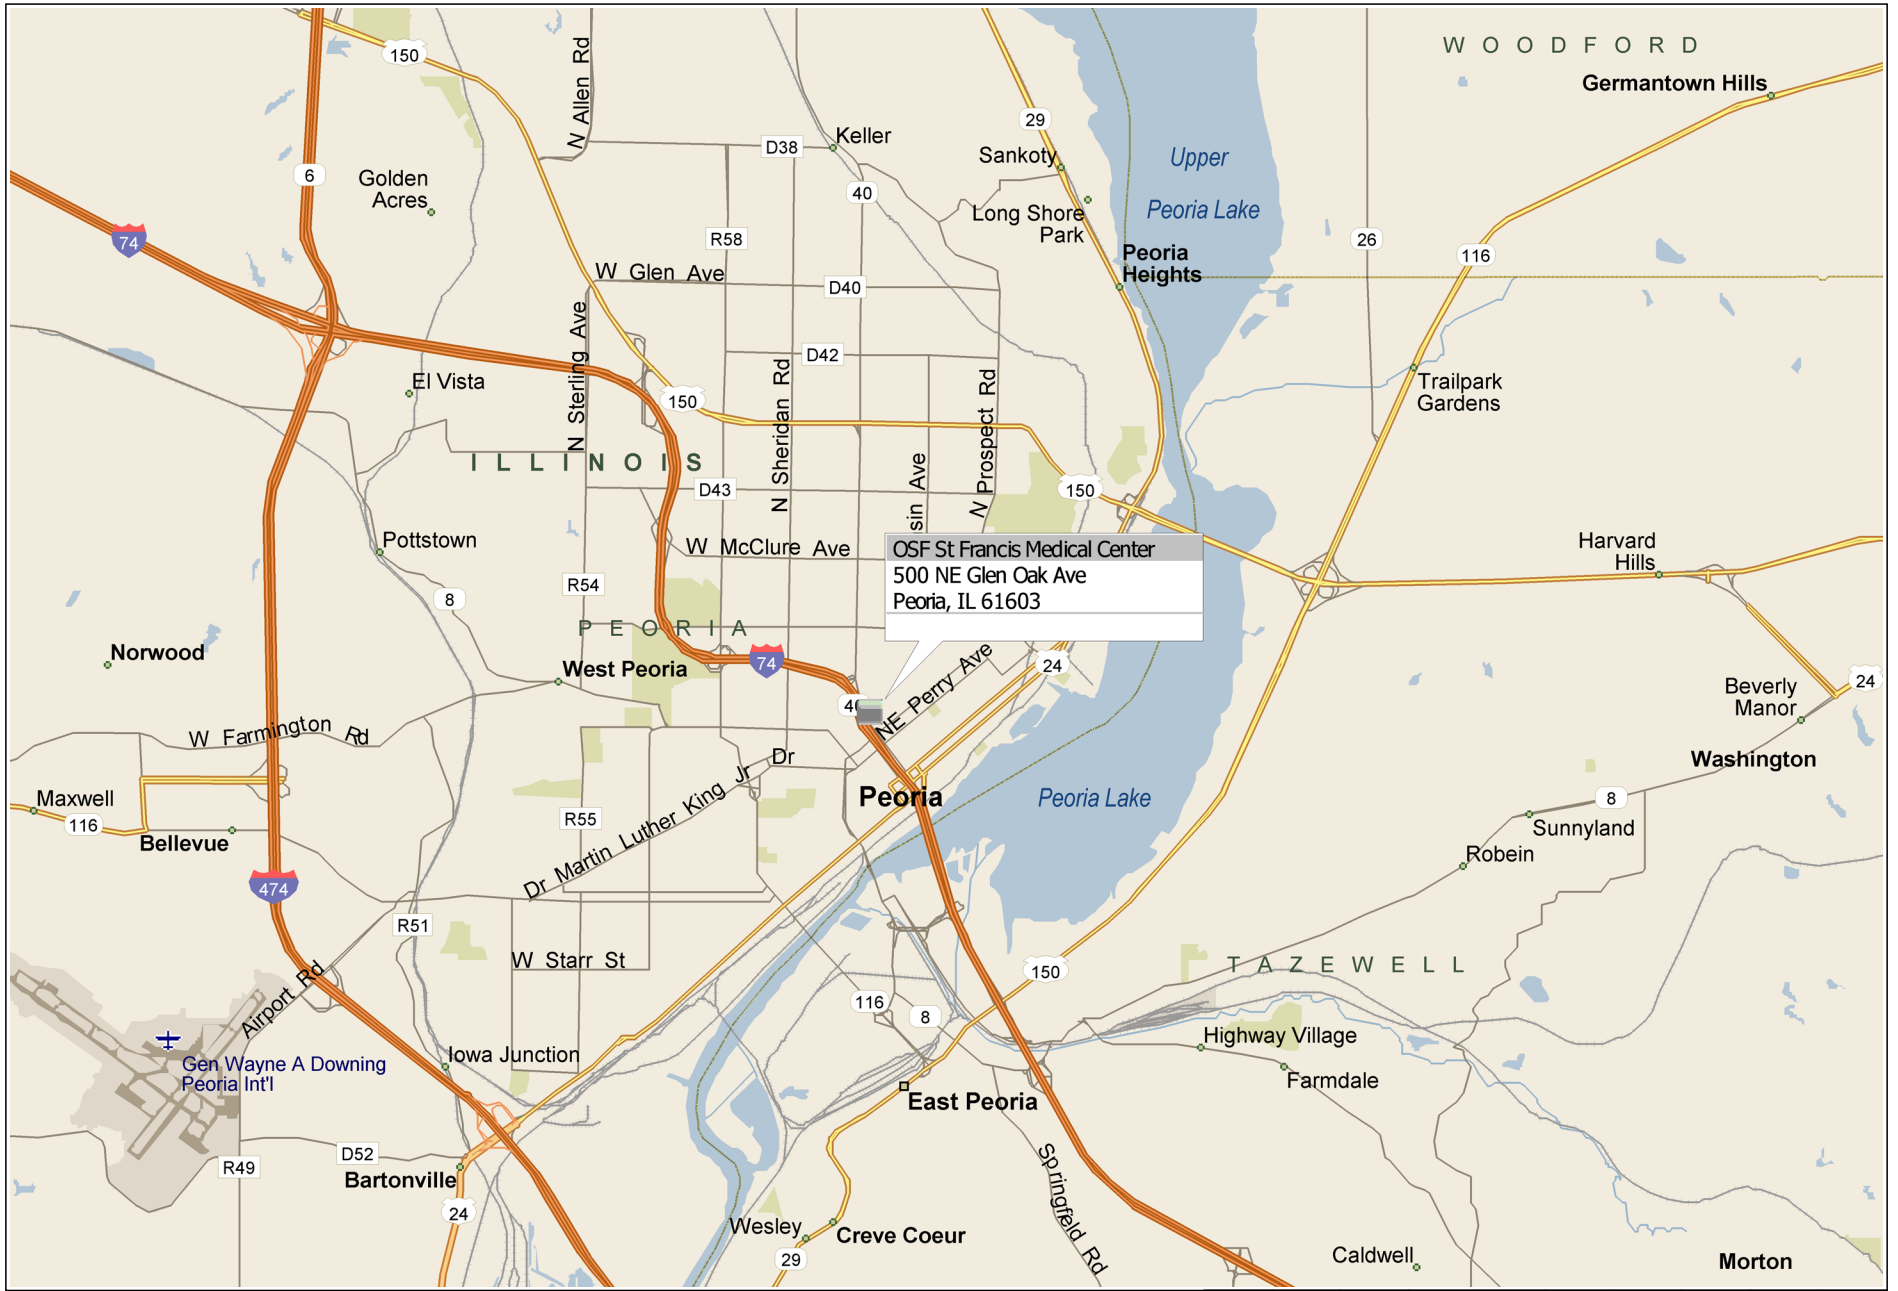 WOODFORD
150
Germantown Hills
N Allen Rd
29
Keller
D38
Sankoty
Upper
Peoria Lake
6
Golden
Acres
40
Long Shore
Park
74
R58
26
116
Peoria
Heights
W Glen Ave
D40
N Sterling Ave
D42
N Sheridan Rd
N Prospect Rd
El Vista
150
Trailpark
Gardens
ILLINOIS
D43
150
Pottstown
W McClure Ave
OSF St Francis Medical Center
500 NE Glen Oak Ave
Peoria, IL 61603
Harvard
Hills
R54
8
PEORIA
Norwood
West Peoria
74
NE Perry Ave
24
24
Beverly
Manor
W Farmington Rd
Washington
Dr Martin Luther King Jr Dr
Peoria
Peoria Lake
Maxwell
116
8
Sunnyland
R55
Bellevue
Robein
474
R51
W Starr St
TAZEWELL
150
Airport Rd
116
8
Highway Village
Iowa Junction
Gen Wayne A Downing
Peoria Int'l
Farmdale
East Peoria
D52
R49
Bartonville
Springfield Rd
24
Wesley
Creve Coeur
29
Caldwell
Morton